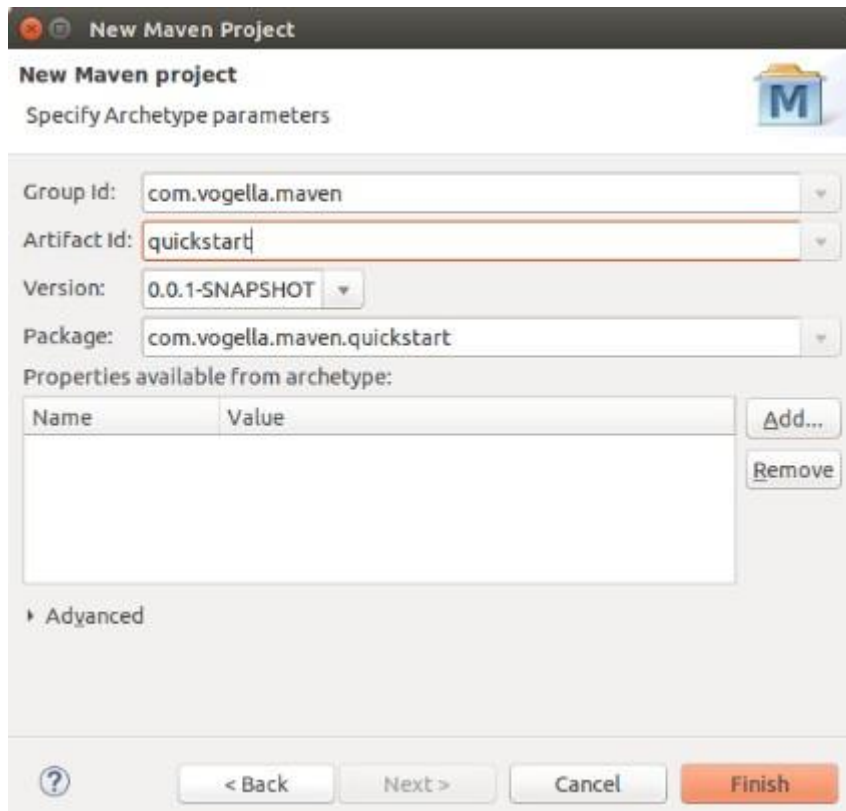 New Maven Project
New Maven project
Specify Archetype parameters
M
Group Id: com.vogella.maven
Artifact Id: quickstart
Version: 0.0.1-SNAPSHOT
Package: com.vogella.maven.quickstart
Properties available from archetype:
Name Value
Add...
Remove
Advanced
? < Back Next > Cancel Finish